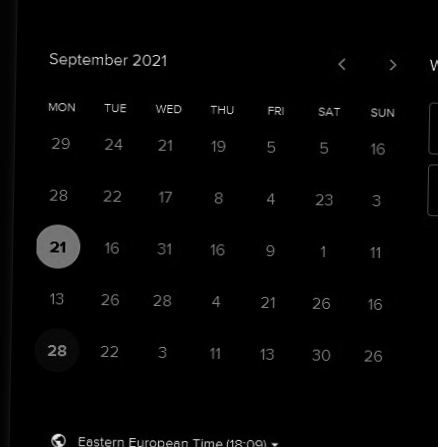 September 2021
W
MON TUE WED THU FRI SAT SUN
29 24 21 19 5 5 16
28 22 17 8 4 23 3
21 16 31 16 9 1 11
13 26 28 4 21 26 16
28 22 3 11 13 30 26
Eastern European Time (18:09)